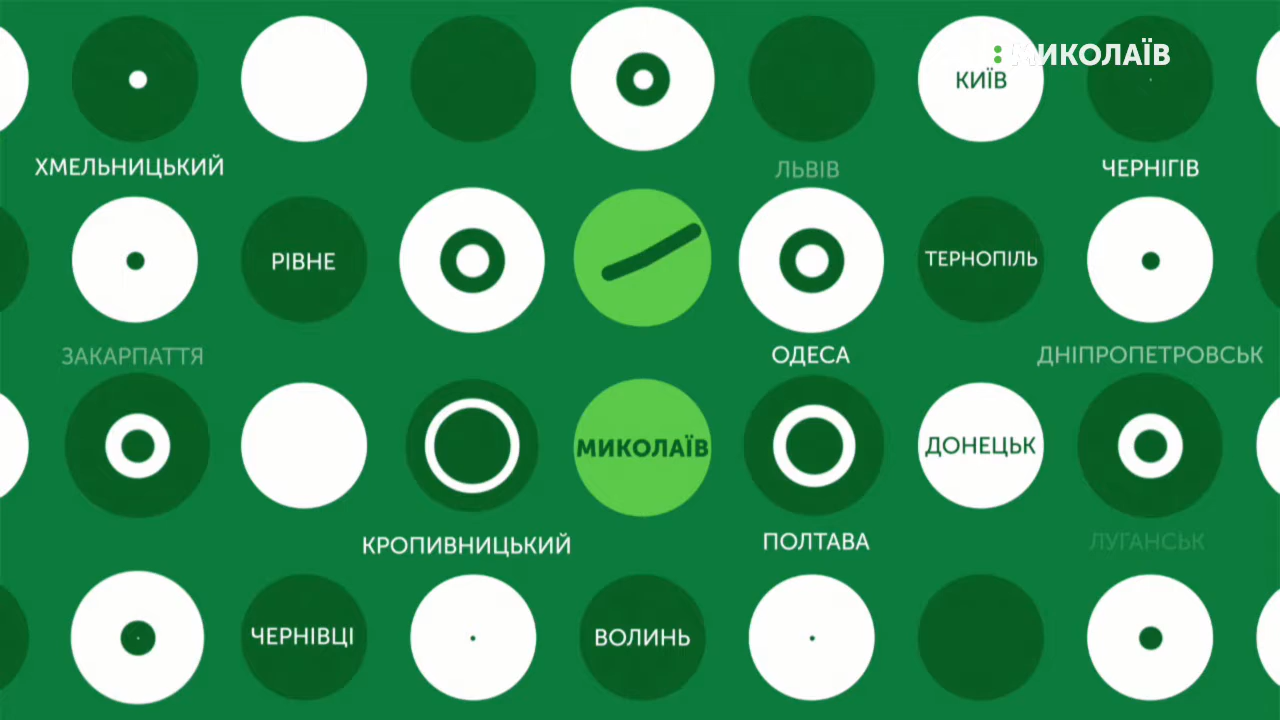 :МИКОЛАЇВ
КИЇВ
ХМЕЛЬНИЦЬКИЙ
ЛЬВІВ
ЧЕРНІГІВ
РІВНЕ
ТЕРНОПІЛЬ
ЗАКАРПАТТЯ
ОДЕСА
ДНІПРОПЕТРОВСЬК
МИКОЛАЇВ
ДОНЕЦЬК
КРОПИВНИЦЬКИЙ
ПОЛТАВА
ЛУГАНСЬК
ЧЕРНІВЦІ
ВОЛИНЬ